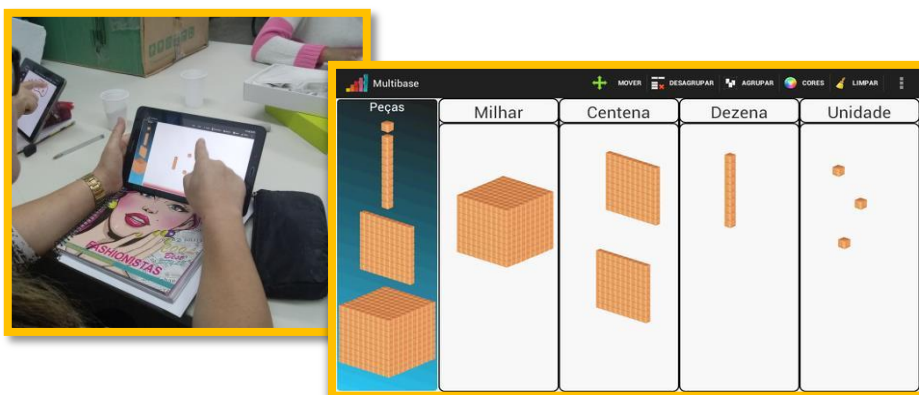 FASHIONISTAS
Multibase
MOVER DESAGRUPAR AGRUPAR CORES LIMPAR
Peças Milhar Centena Dezena Unidade